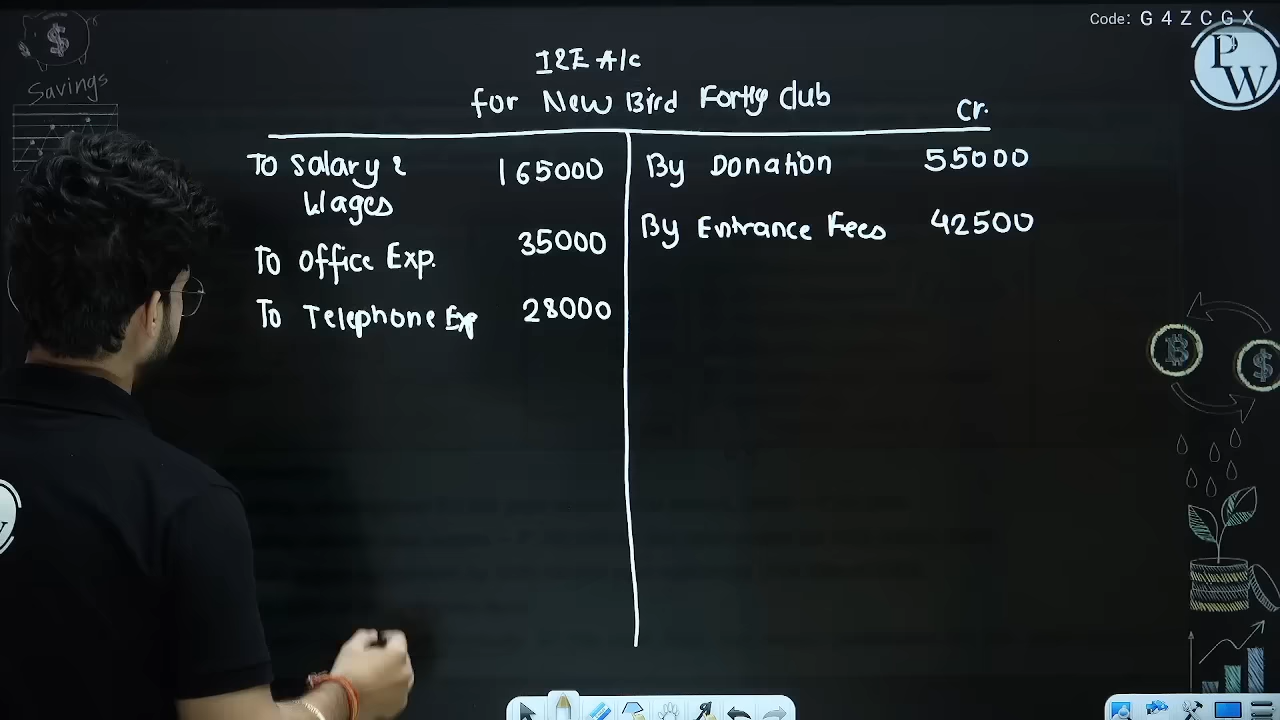 Code: G 4 Z C G X
P
W
Savings
I & E A/c
for New Bird Forthy Club
Cr.
To Salary & 165000
Wages
To Office Exp. 35000
To Telephone Exp 28000
By Donation 55000
By Entrance Fees 42500